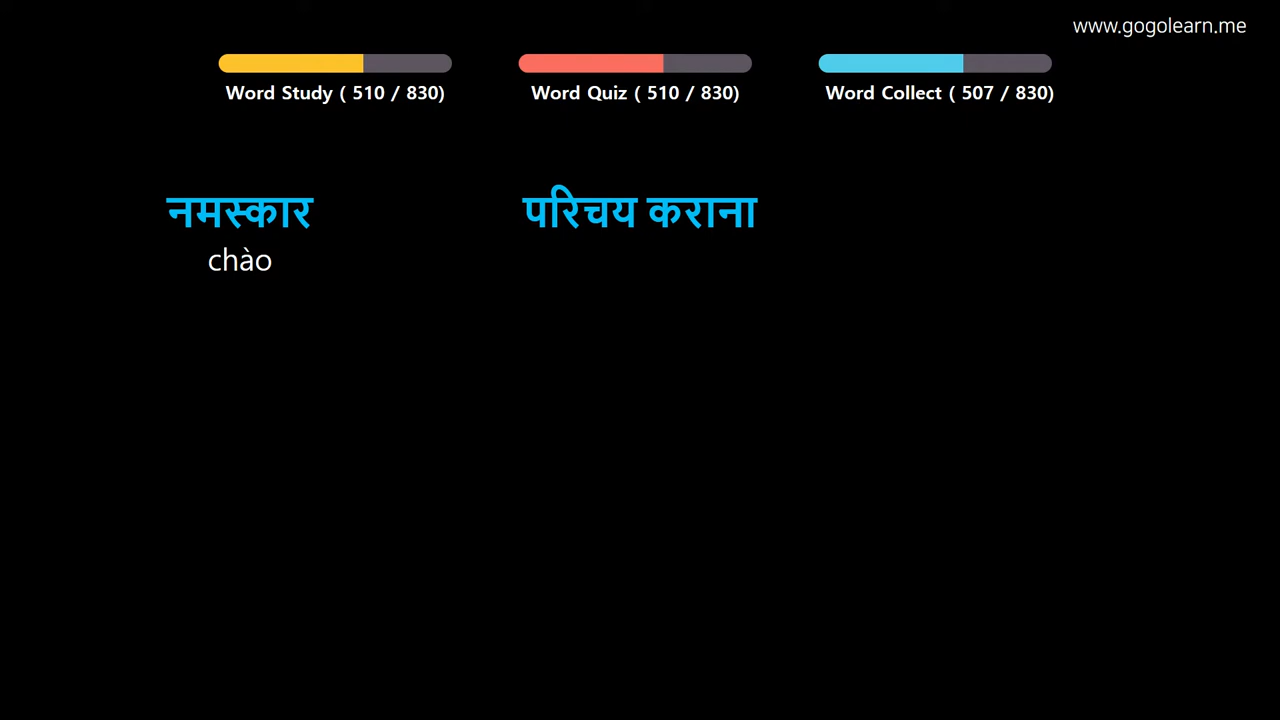 www.gogolearn.me
Word Study ( 510 / 830)
Word Quiz ( 510 / 830)
Word Collect ( 507 / 830)
नमस्कार
chào
परिचय कराना